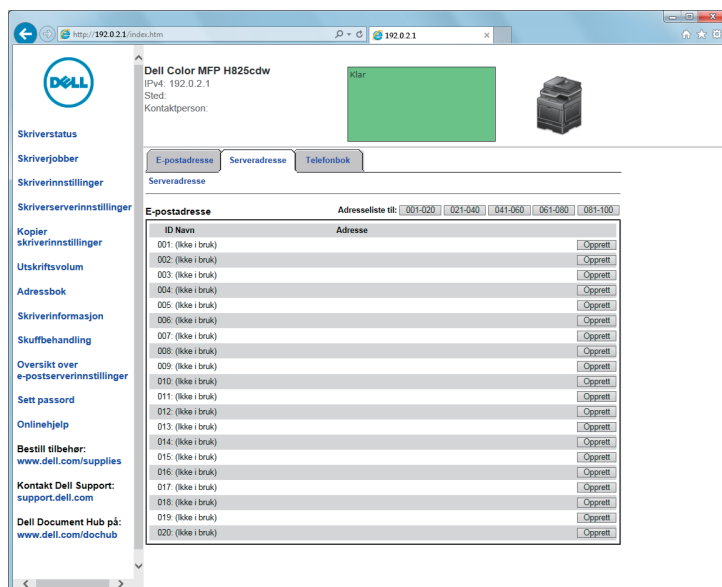 http://192.0.2.1/index.htm
192.0.2.1
DELL
Dell Color MFP H825cdw
IPv4: 192.0.2.1
Sted:
Kontaktperson:
Klar
Skriverstatus
Skriverjobber
Skriverinnstillinger
Skriverserverinnstillinger
Kopier
skriverinnstillinger
Utskriftsvolum
Adressbok
Skriverinformasjon
Skuffbehandling
Oversikt over
e-postserverinnstillinger
Sett passord
Onlinehjelp
Bestill tilbehør:
www.dell.com/supplies
Kontakt Dell Support:
support.dell.com
Dell Document Hub på:
www.dell.com/dochub
E-postadresse Serveradresse Telefonbok
Serveradresse
E-postadresse Adresseliste til: 001-020 021-040 041-060 061-080 081-100
ID Navn Adresse
001: (Ikke i bruk) Opprett
002: (Ikke i bruk) Opprett
003: (Ikke i bruk) Opprett
004: (Ikke i bruk) Opprett
005: (Ikke i bruk) Opprett
006: (Ikke i bruk) Opprett
007: (Ikke i bruk) Opprett
008: (Ikke i bruk) Opprett
009: (Ikke i bruk) Opprett
010: (Ikke i bruk) Opprett
011: (Ikke i bruk) Opprett
012: (Ikke i bruk) Opprett
013: (Ikke i bruk) Opprett
014: (Ikke i bruk) Opprett
015: (Ikke i bruk) Opprett
016: (Ikke i bruk) Opprett
017: (Ikke i bruk) Opprett
018: (Ikke i bruk) Opprett
019: (Ikke i bruk) Opprett
020: (Ikke i bruk) Opprett